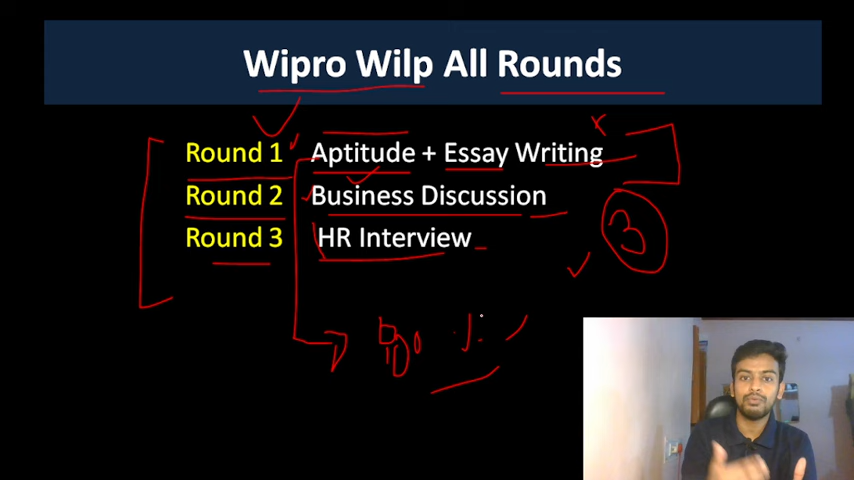 Wipro Wilp All Rounds
Round 1 Aptitude + Essay Writing
Round 2 Business Discussion
Round 3 HR Interview
3